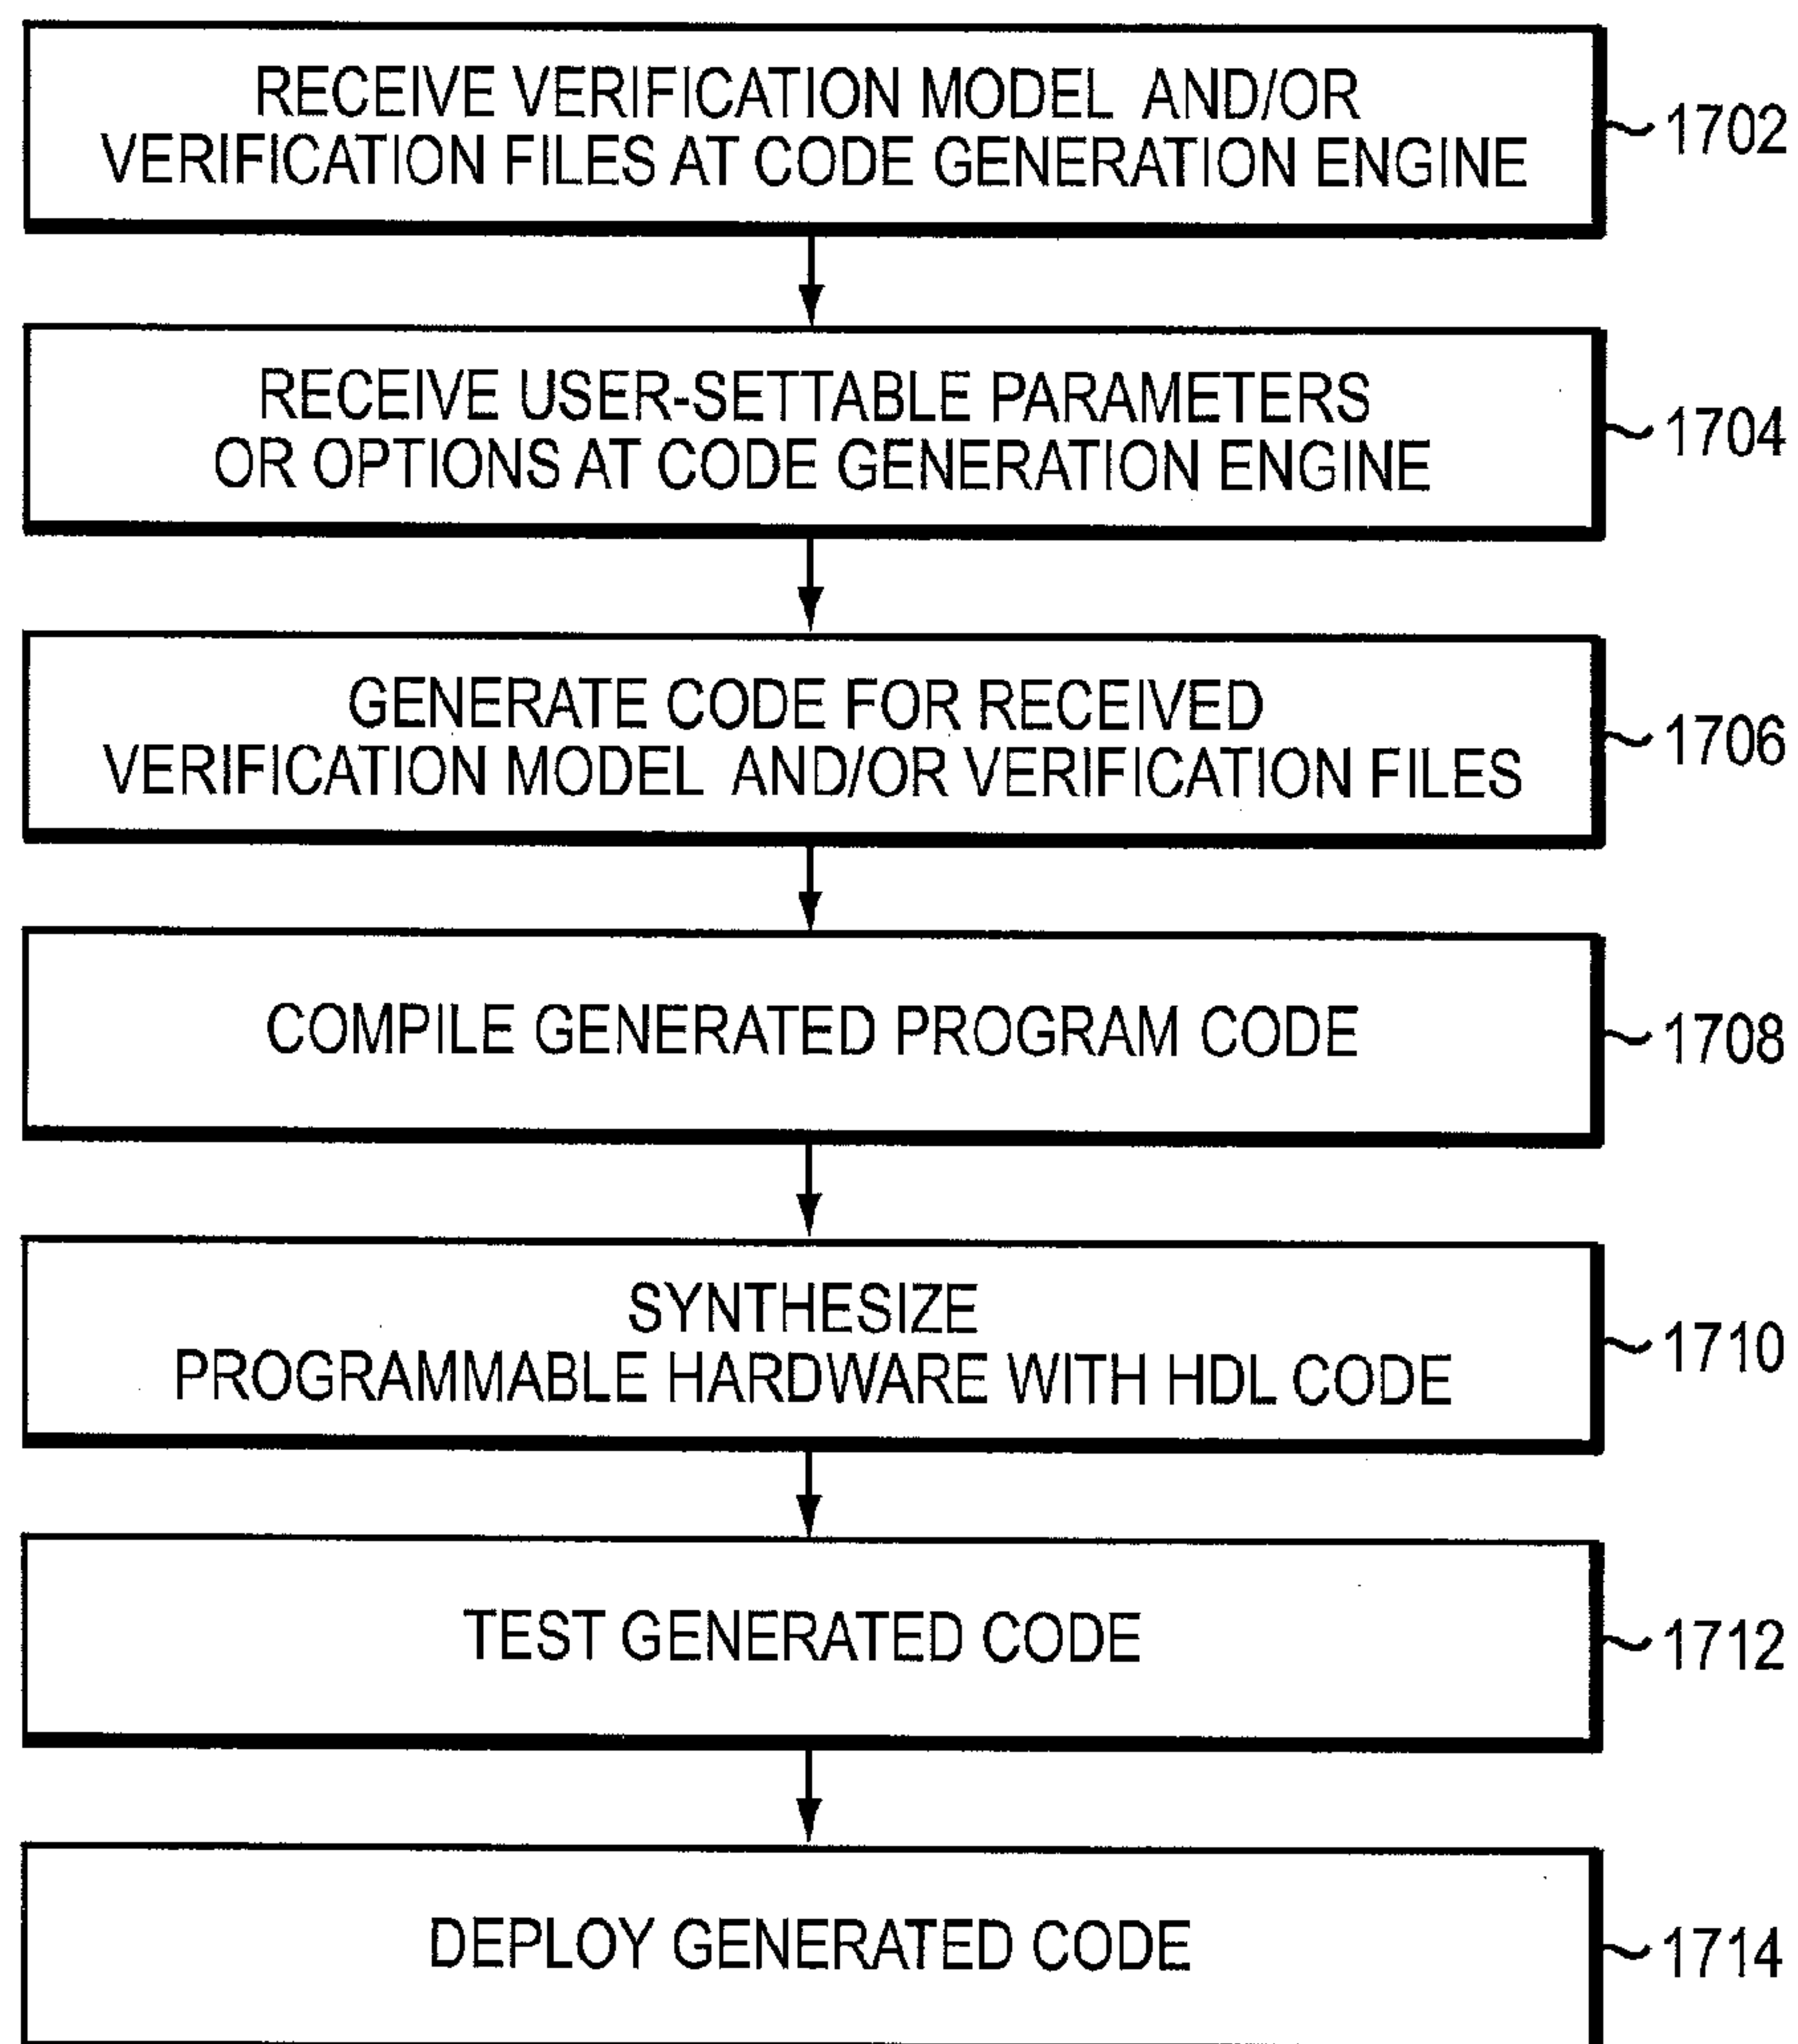 RECEIVE VERIFICATION MODEL AND/OR
VERIFICATION FILES AT CODE GENERATION ENGINE
1702
RECEIVE USER-SETTABLE PARAMETERS
OR OPTIONS AT CODE GENERATION ENGINE
1704
GENERATE CODE FOR RECEIVED
VERIFICATION MODEL AND/OR VERIFICATION FILES
1706
COMPILE GENERATED PROGRAM CODE
1708
SYNTHESIZE
PROGRAMMABLE HARDWARE WITH HDL CODE
1710
TEST GENERATED CODE
1712
DEPLOY GENERATED CODE
1714